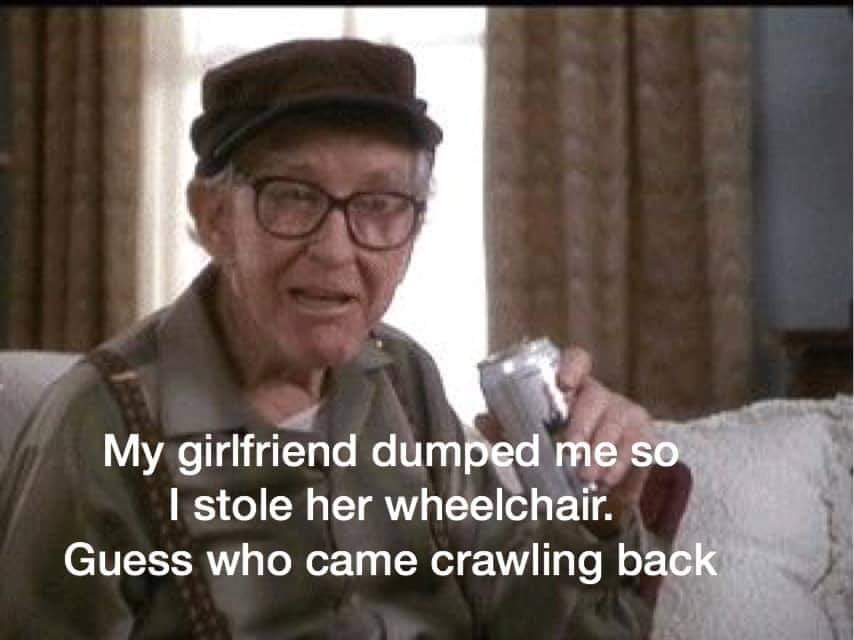 My girlfriend dumped me so
I stole her wheelchair.
Guess who came crawling back